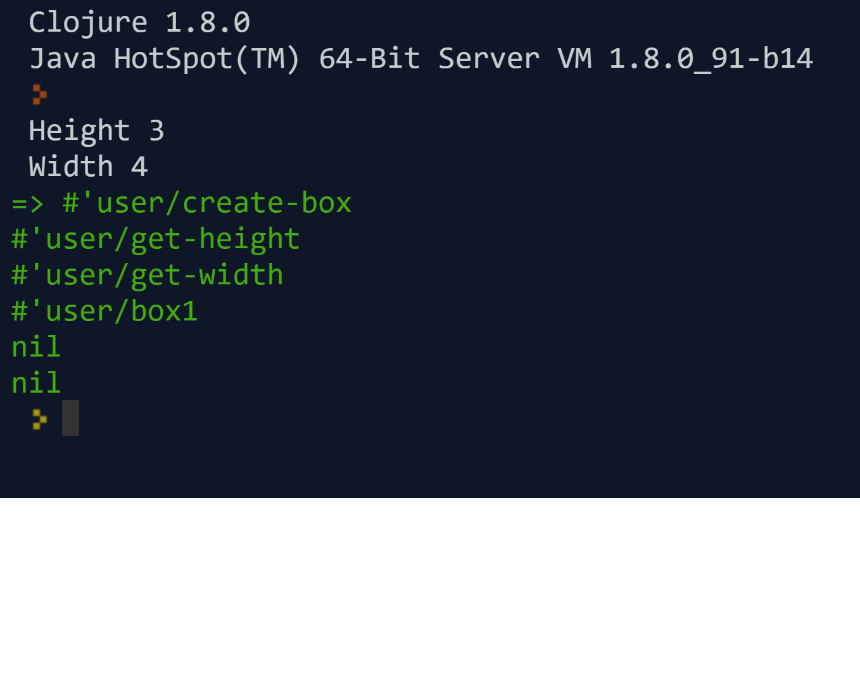 Clojure 1.8.0
Java HotSpot(TM) 64-Bit Server VM 1.8.0_91-b14
>
Height 3
Width 4
=> #'user/create-box
#'user/get-height
#'user/get-width
#'user/box1
nil
nil
>